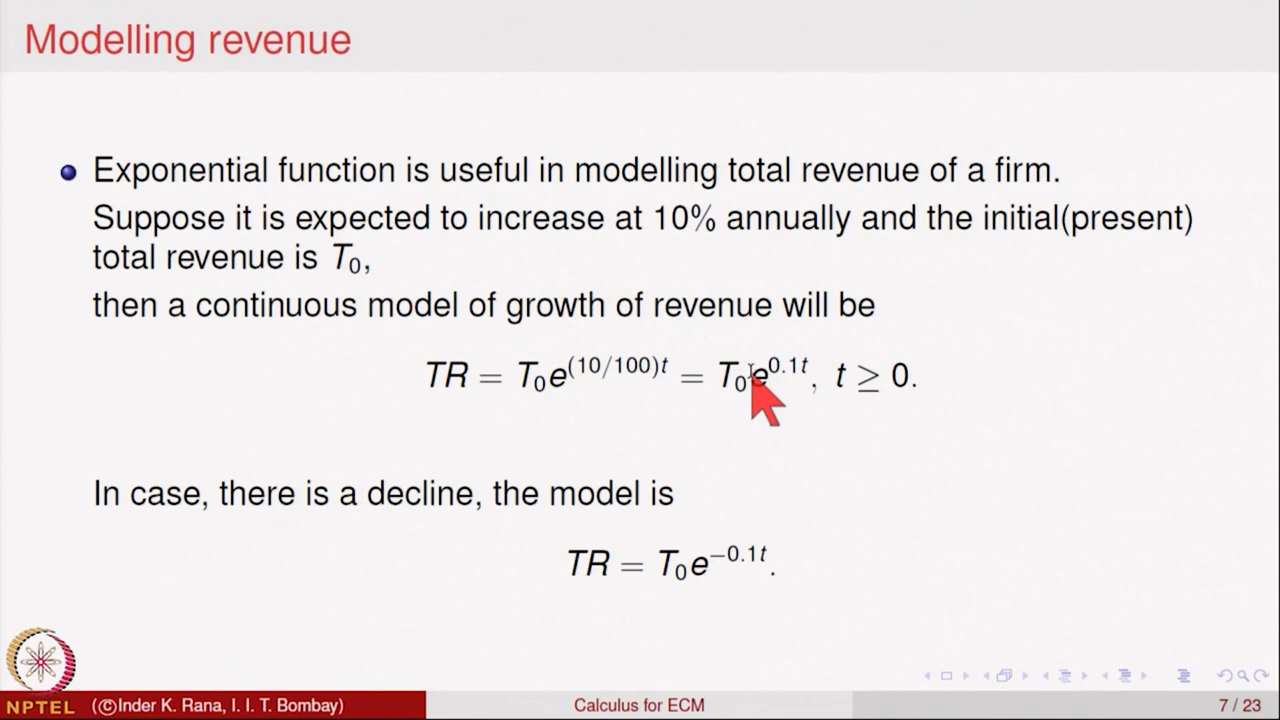 Modelling revenue
Exponential function is useful in modelling total revenue of a firm.
Suppose it is expected to increase at 10% annually and the initial(present)
total revenue is T₀,
then a continuous model of growth of revenue will be
TR = T₀e^(10/100)t = T₀e^0.1t, t ≥ 0.
In case, there is a decline, the model is
TR = T₀e^−0.1t.
NPTEL (©Inder K. Rana, I. I. T. Bombay) Calculus for ECM 7 / 23